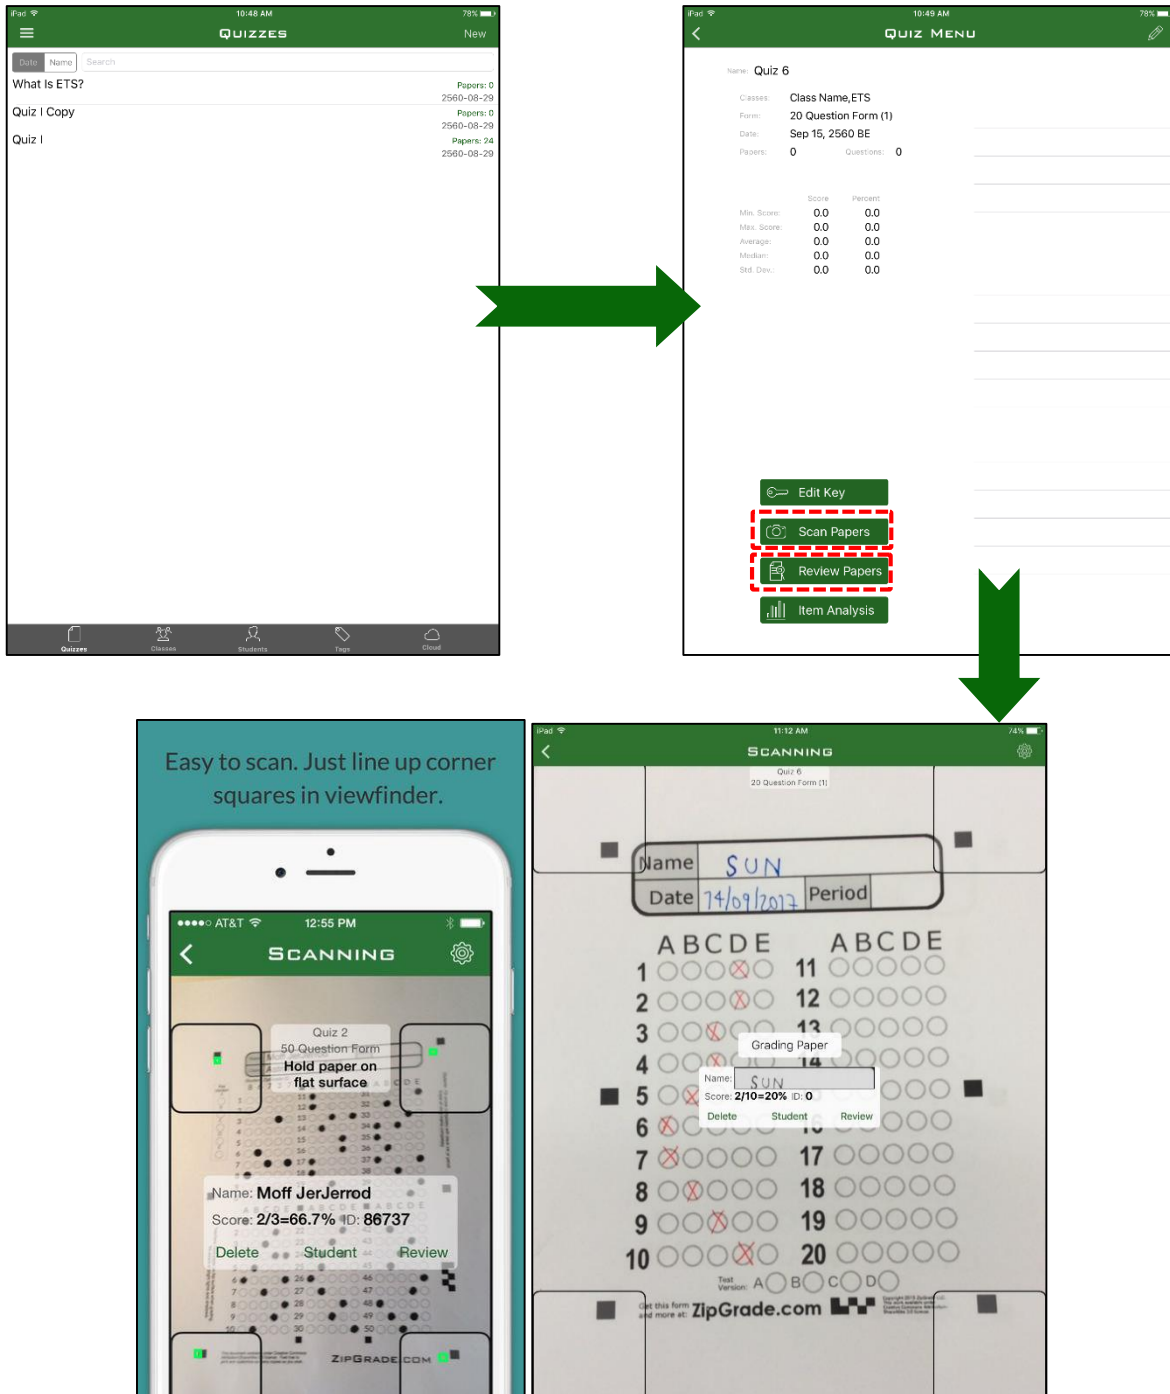 iPad 10:48 AM 78%
QUIZZES New
Date Name Search
What Is ETS? Papers: 0
2560-08-29
Quiz I Copy Papers: 0
2560-08-29
Quiz I Papers: 24
2560-08-29
Quizzes Classes Students Tags Cloud
iPad 10:49 AM 78%
QUIZ MENU
Name: Quiz 6
Classes: Class Name,ETS
Form: 20 Question Form (1)
Date: Sep 15, 2560 BE
Papers: 0 Questions: 0
Score Percent
Min. Score: 0.0 0.0
Max. Score: 0.0 0.0
Average: 0.0 0.0
Median: 0.0 0.0
Std. Dev.: 0.0 0.0
Edit Key
Scan Papers
Review Papers
Item Analysis
Easy to scan. Just line up corner
squares in viewfinder.
AT&T 12:55 PM
SCANNING
Quiz 2
50 Question Form
Hold paper on
flat surface
Name: Moff JerJerrod
Score: 2/3=66.7% ID: 86737
Delete Student Review
ZIPGRADE.COM
iPad 11:12 AM 74%
SCANNING
Quiz 6
20 Question Form (1)
Name SUN
Date 14/09/2017 Period
A B C D E A B C D E
1 11
2 12
3 13
4 14
5
6 16
7 17
8 18
9 19
10 20
Grading Paper
Name: SUN
Score: 2/10=20% ID: 0
Delete Student Review
Test Version: A B C D
Get this form and more at: ZipGrade.com